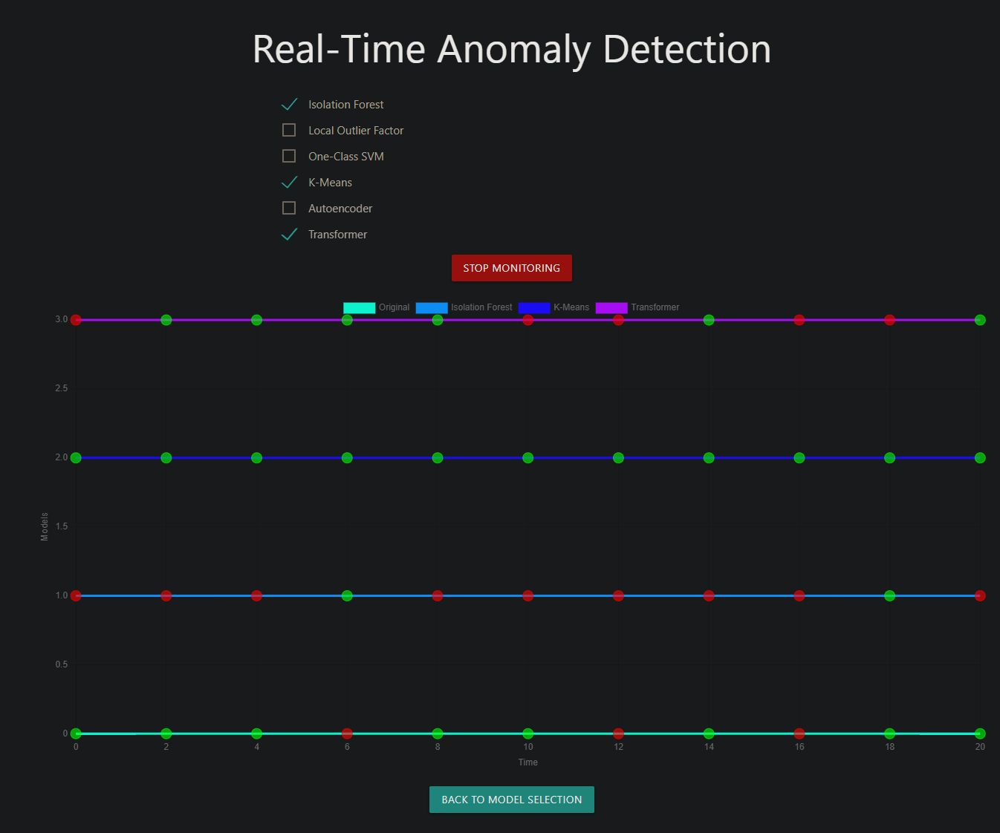 Real-Time Anomaly Detection
Isolation Forest
Local Outlier Factor
One-Class SVM
K-Means
Autoencoder
Transformer
STOP MONITORING
Original Isolation Forest K-Means Transformer
3.0
2.5
2.0
Models
1.5
1.0
0.5
0
0 2 4 6 8 10 12 14 16 18 20
Time
BACK TO MODEL SELECTION